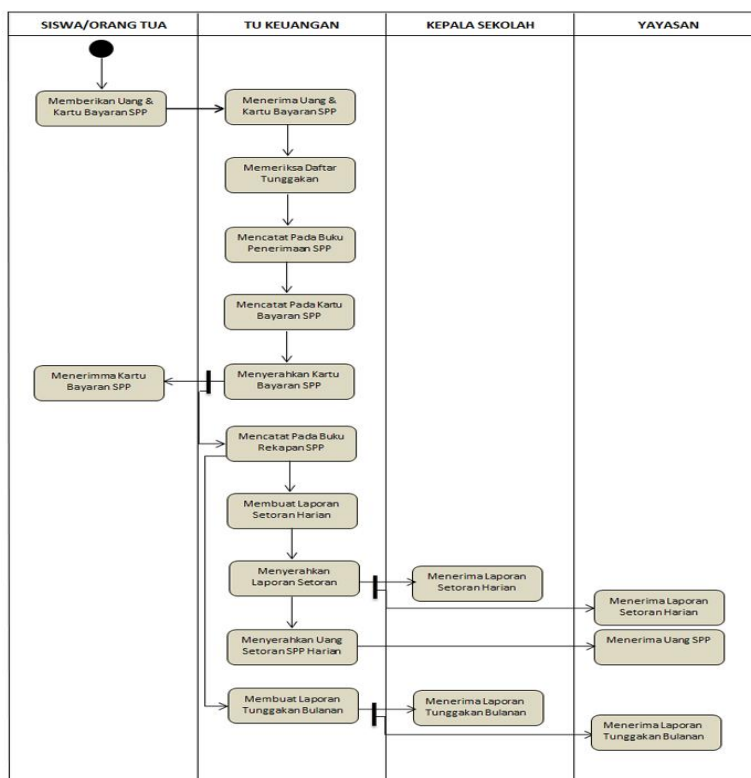 SISWA/ORANG TUA
TU KEUANGAN
KEPALA SEKOLAH
YAYASAN
Memberikan Uang &
Kartu Bayaran SPP
Menerima Uang &
Kartu Bayaran SPP
Memeriksa Daftar
Tunggakan
Mencatat Pada Buku
Penerimaan SPP
Mencatat Pada Kartu
Bayaran SPP
Menerimma Kartu
Bayaran SPP
Menyerahkan Kartu
Bayaran SPP
Mencatat Pada Buku
Rekapan SPP
Membuat Laporan
Setoran Harian
Menyerahkan
Laporan Setoran
Menerima Laporan
Setoran Harian
Menerima Laporan
Setoran Harian
Menyerahkan Uang
Setoran SPP Harian
Menerima Uang SPP
Membuat Laporan
Tunggakan Bulanan
Menerima Laporan
Tunggakan Bulanan
Menerima Laporan
Tunggakan Bulanan